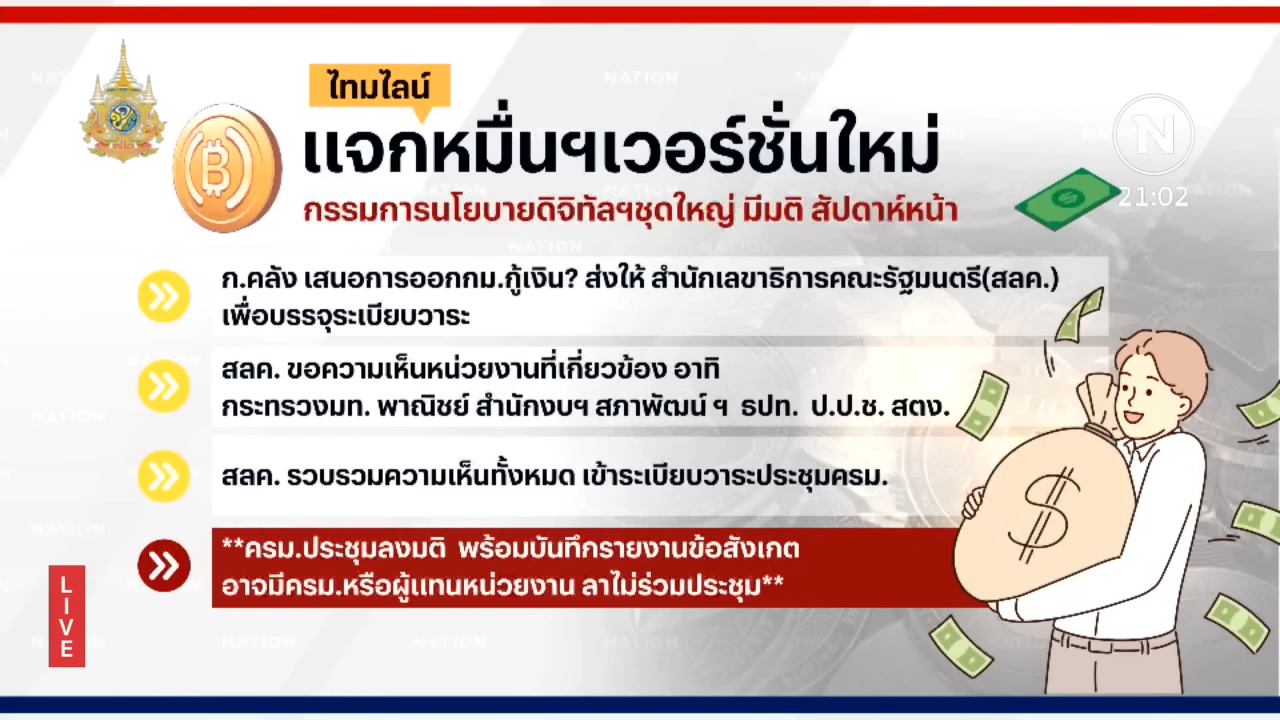 ไทมไลน์
แจกหมื่นฯเวอร์ชั่นใหม่
กรรมการนโยบายดิจิทัลฯชุดใหญ่ มีมติ สัปดาห์หน้า
N
21:02
ก.คลัง เสนอการออกกม.กู้เงิน? ส่งให้ สำนักเลขาธิการคณะรัฐมนตรี(สลค.)
เพื่อบรรจุระเบียบวาระ
สลค. ขอความเห็นหน่วยงานที่เกี่ยวข้อง อาทิ
กระทรวงมท. พาณิชย์ สำนักงบฯ สภาพัฒน์ ฯ ธปท. ป.ป.ช. สตง.
สลค. รวบรวมความเห็นทั้งหมด เข้าระเบียบวาระประชุมครม.
**ครม.ประชุมลงมติ พร้อมบันทึกรายงานข้อสังเกต
อาจมีครม.หรือผู้แทนหน่วยงาน ลาไม่ร่วมประชุม**
LIVE
NATION